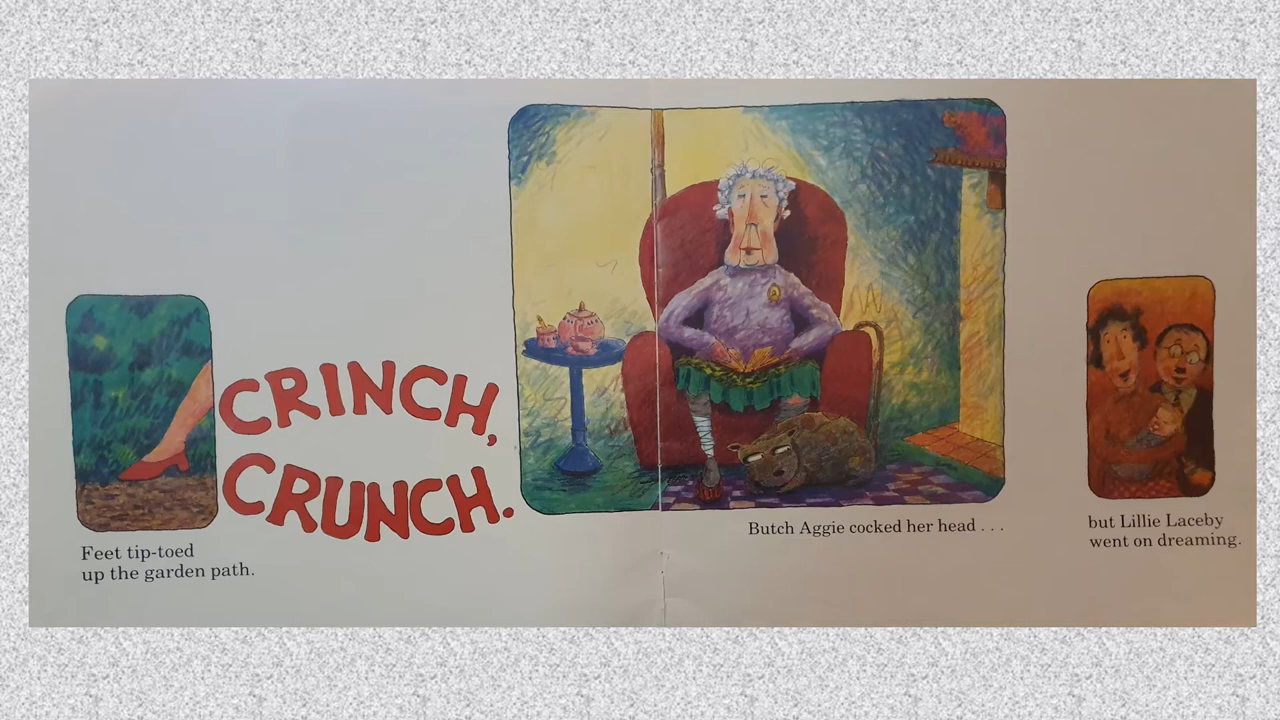 CRINCH,
CRUNCH.
Feet tip-toed
up the garden path.
Butch Aggie cocked her head . . .
but Lillie Laceby
went on dreaming.